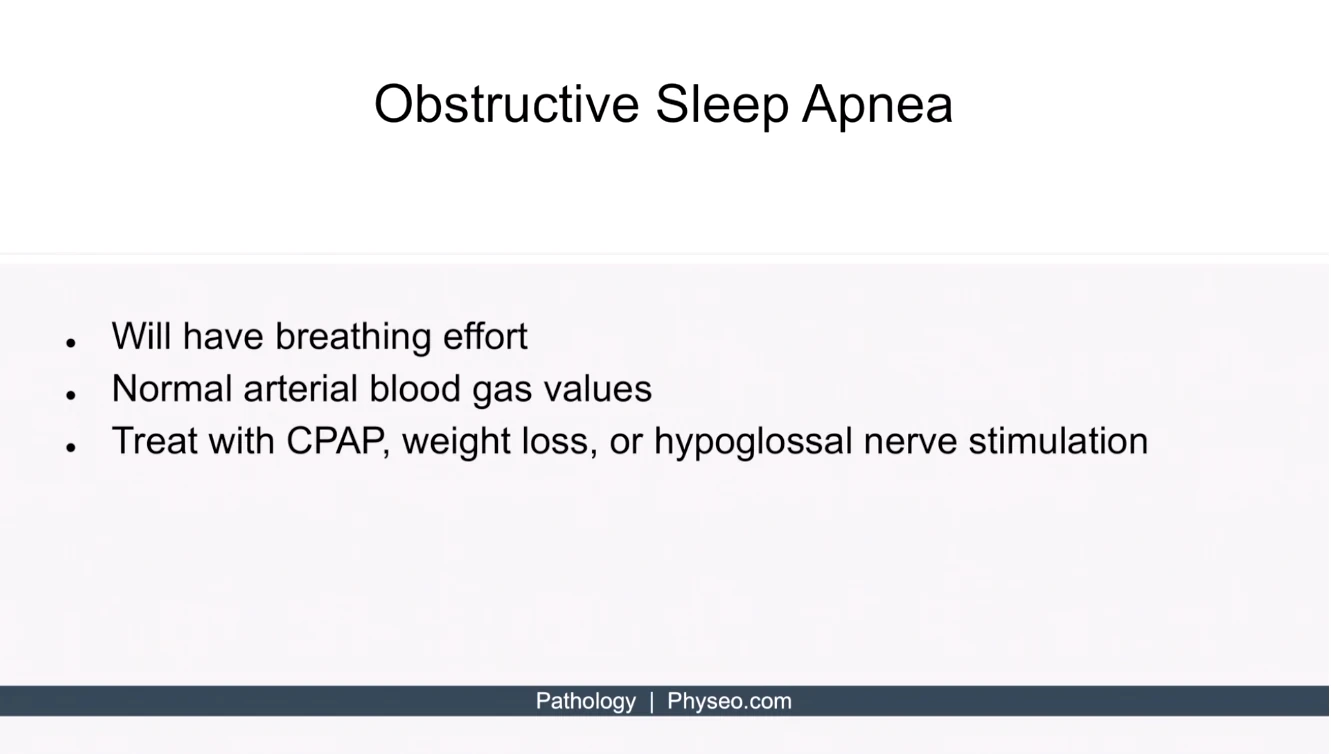 Obstructive Sleep Apnea
• Will have breathing effort
• Normal arterial blood gas values
• Treat with CPAP, weight loss, or hypoglossal nerve stimulation
Pathology | Physeo.com